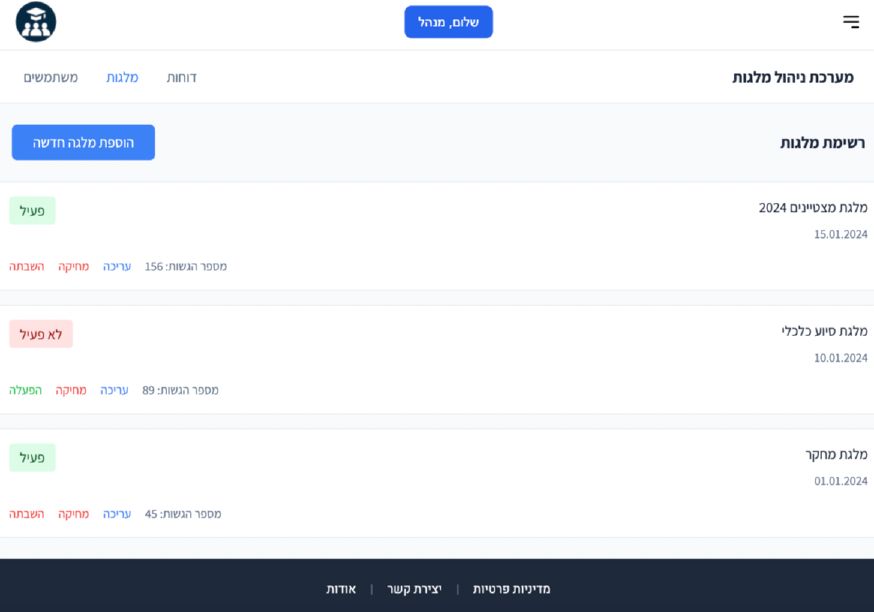 שלום, מנהל
מערכת ניהול מלגות
דוחות מלגות משתמשים
רשימת מלגות
הוספת מלגה חדשה
מלגת מצטיינים 2024
פעיל
15.01.2024
מספר הגשות: 156 עריכה מחיקה השבתה
מלגת סיוע כלכלי
לא פעיל
10.01.2024
מספר הגשות: 89 עריכה מחיקה הפעלה
מלגת מחקר
פעיל
01.01.2024
מספר הגשות: 45 עריכה מחיקה השבתה
מדיניות פרטיות | יצירת קשר | אודות